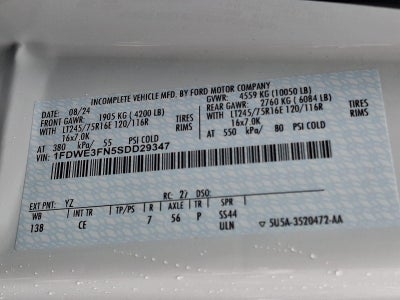 INCOMPLETE VEHICLE MFD. BY FORD MOTOR COMPANY
08/24 GVWR: 4559 KG (10050 LB)
FRONT GAWR: 1905 KG ( 4200 LB) REAR GAWR: 2760 KG ( 6084 LB)
WITH LT245/75R16E 120/116R TIRES WITH LT245/75R16E 120/116R TIRES
16x7.0K RIMS 16x7.0K RIMS
AT 380 kPa/ 55 PSI COLD AT 550 kPa/ 80 PSI COLD
VIN: 1FDWE3FN5SDD29347
EXT PNT: YZ RC: 27 DSO:
WB INT TR TP/PS R AXLE TR SPR
138 CE 7 56 P SS44
ULN 5U5A-3520472-AA